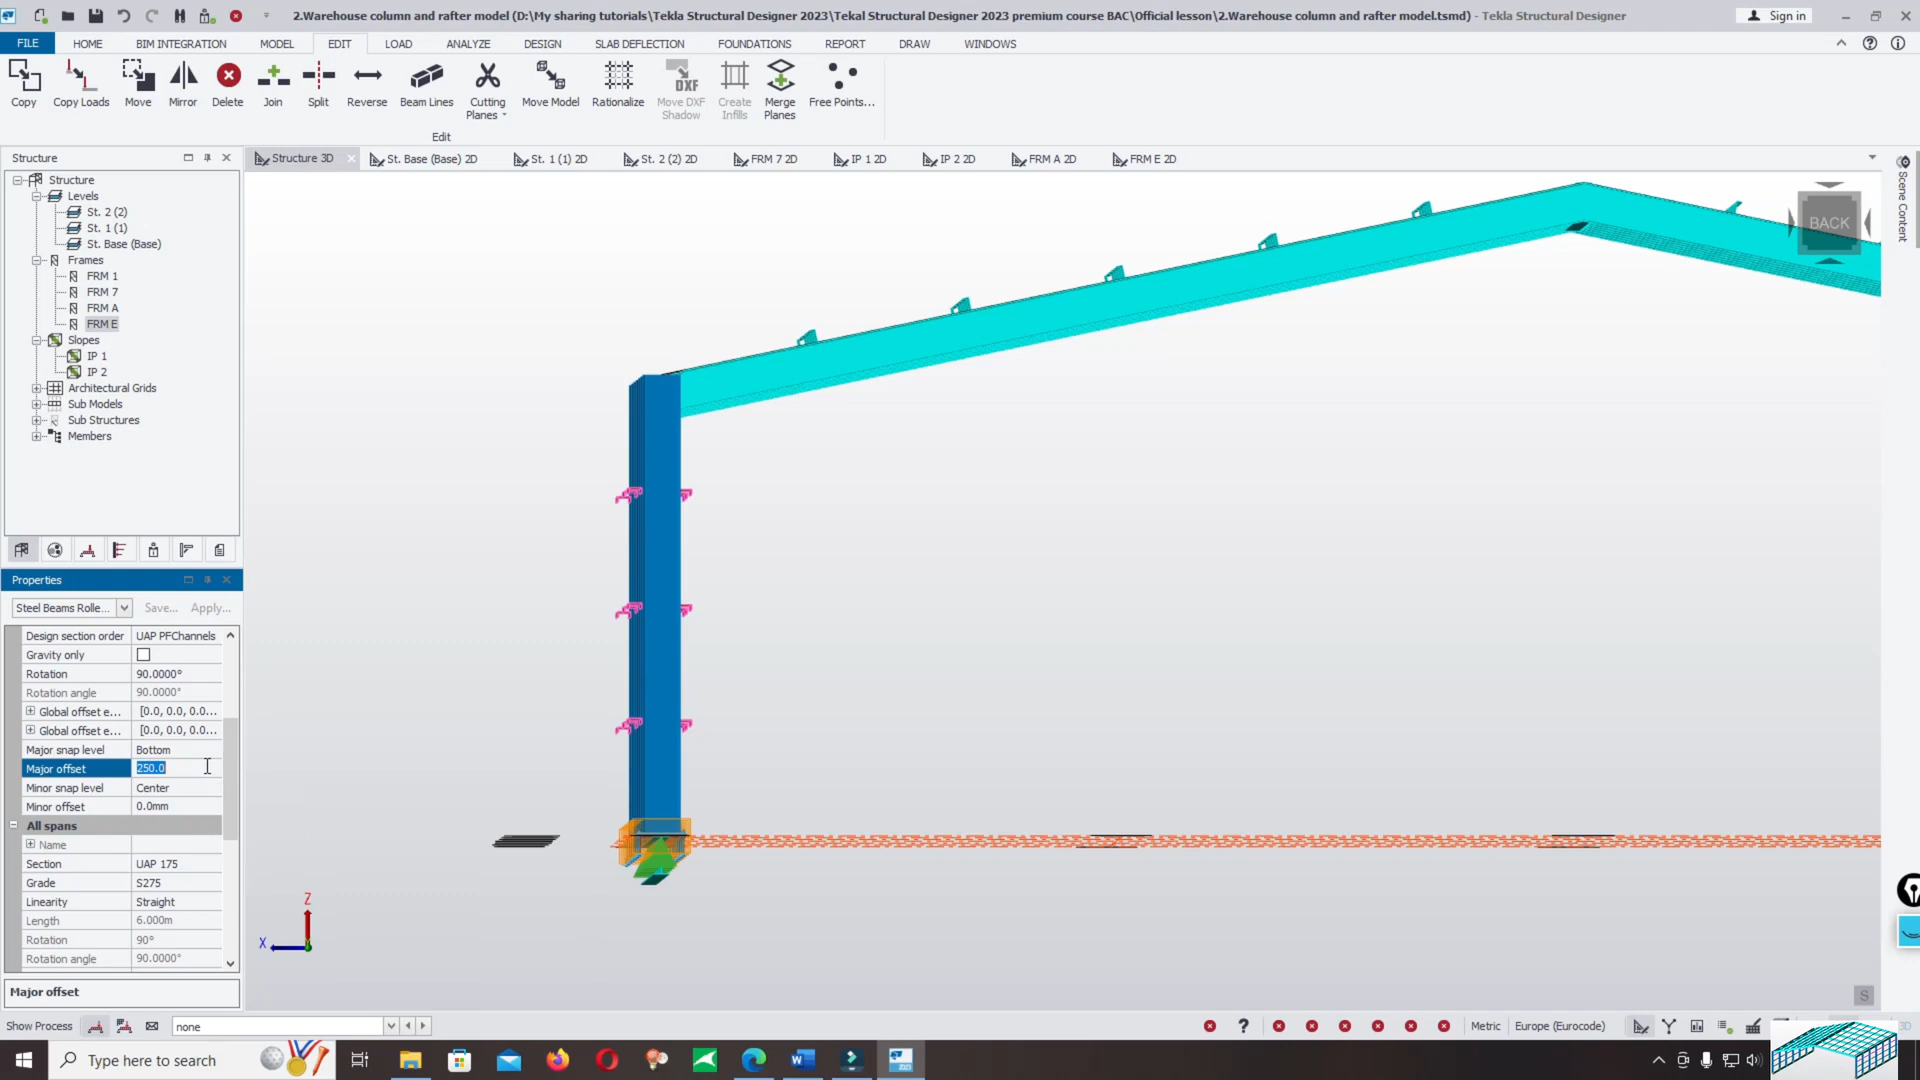 2.Warehouse column and rafter model (D:\My sharing tutorials\Tekla Structural Designer 2023\Tekal Structural Designer 2023 premium course BAC\Official lesson\2.Warehouse column and rafter model.tsmd) - Tekla Structural Designer
Sign in
FILE HOME BIM INTEGRATION MODEL EDIT LOAD ANALYZE DESIGN SLAB DEFLECTION FOUNDATIONS REPORT DRAW WINDOWS
Copy Copy Loads Move Mirror Delete Join Split Reverse Beam Lines Cutting Planes Move Model Rationalize Move DXF Shadow Create Infills Merge Planes Free Points...
DXF
Edit
Structure
Structure 3D St. Base (Base) 2D St. 1 (1) 2D St. 2 (2) 2D FRM 7 2D IP 1 2D IP 2 2D FRM A 2D FRM E 2D
Scene Content
Structure
Levels
St. 2 (2)
St. 1 (1)
St. Base (Base)
Frames
FRM 1
FRM 7
FRM A
FRM E
Slopes
IP 1
IP 2
Architectural Grids
Sub Models
Sub Structures
Members
BACK
Properties
Steel Beams Rolle... Save... Apply...
Design section order UAP PFChannels
Gravity only
Rotation 90.0000°
Rotation angle 90.0000°
Global offset e... [0.0, 0.0, 0.0...
Global offset e... [0.0, 0.0, 0.0...
Major snap level Bottom
Major offset 250.0
Minor snap level Center
Minor offset 0.0mm
All spans
Name
Section UAP 175
Grade S275
Linearity Straight
Length 6.000m
Rotation 90°
Rotation angle 90.0000°
Z
X
S
Major offset
Show Process none Metric Europe (Eurocode)
Type here to search